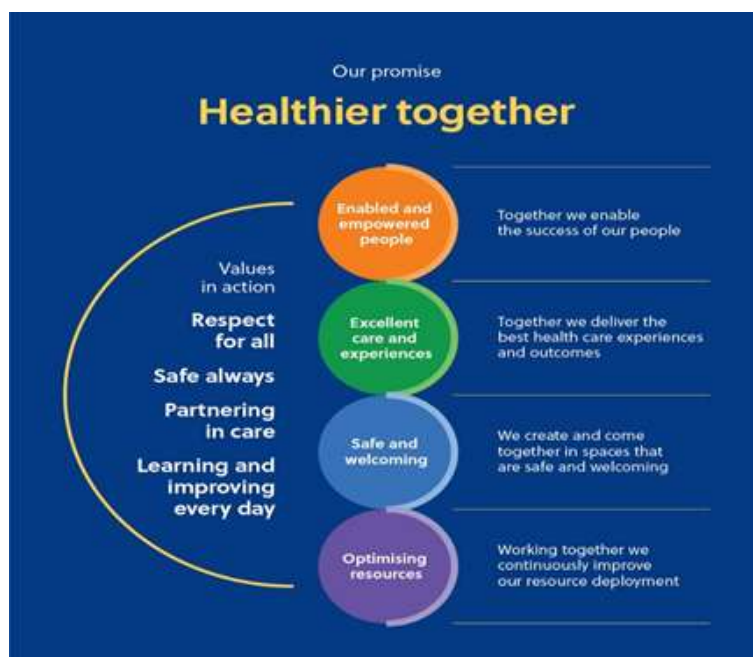 Our promise
Healthier together
Values
in action
Respect
for all
Safe always
Partnering
in care
Learning and
improving
every day
Enabled and
empowered
people
Together we enable
the success of our people
Excellent
care and
experiences
Together we deliver the
best health care experiences
and outcomes
Safe and
welcoming
We create and come
together in spaces that
are safe and welcoming
Optimising
resources
Working together we
continuously improve
our resource deployment